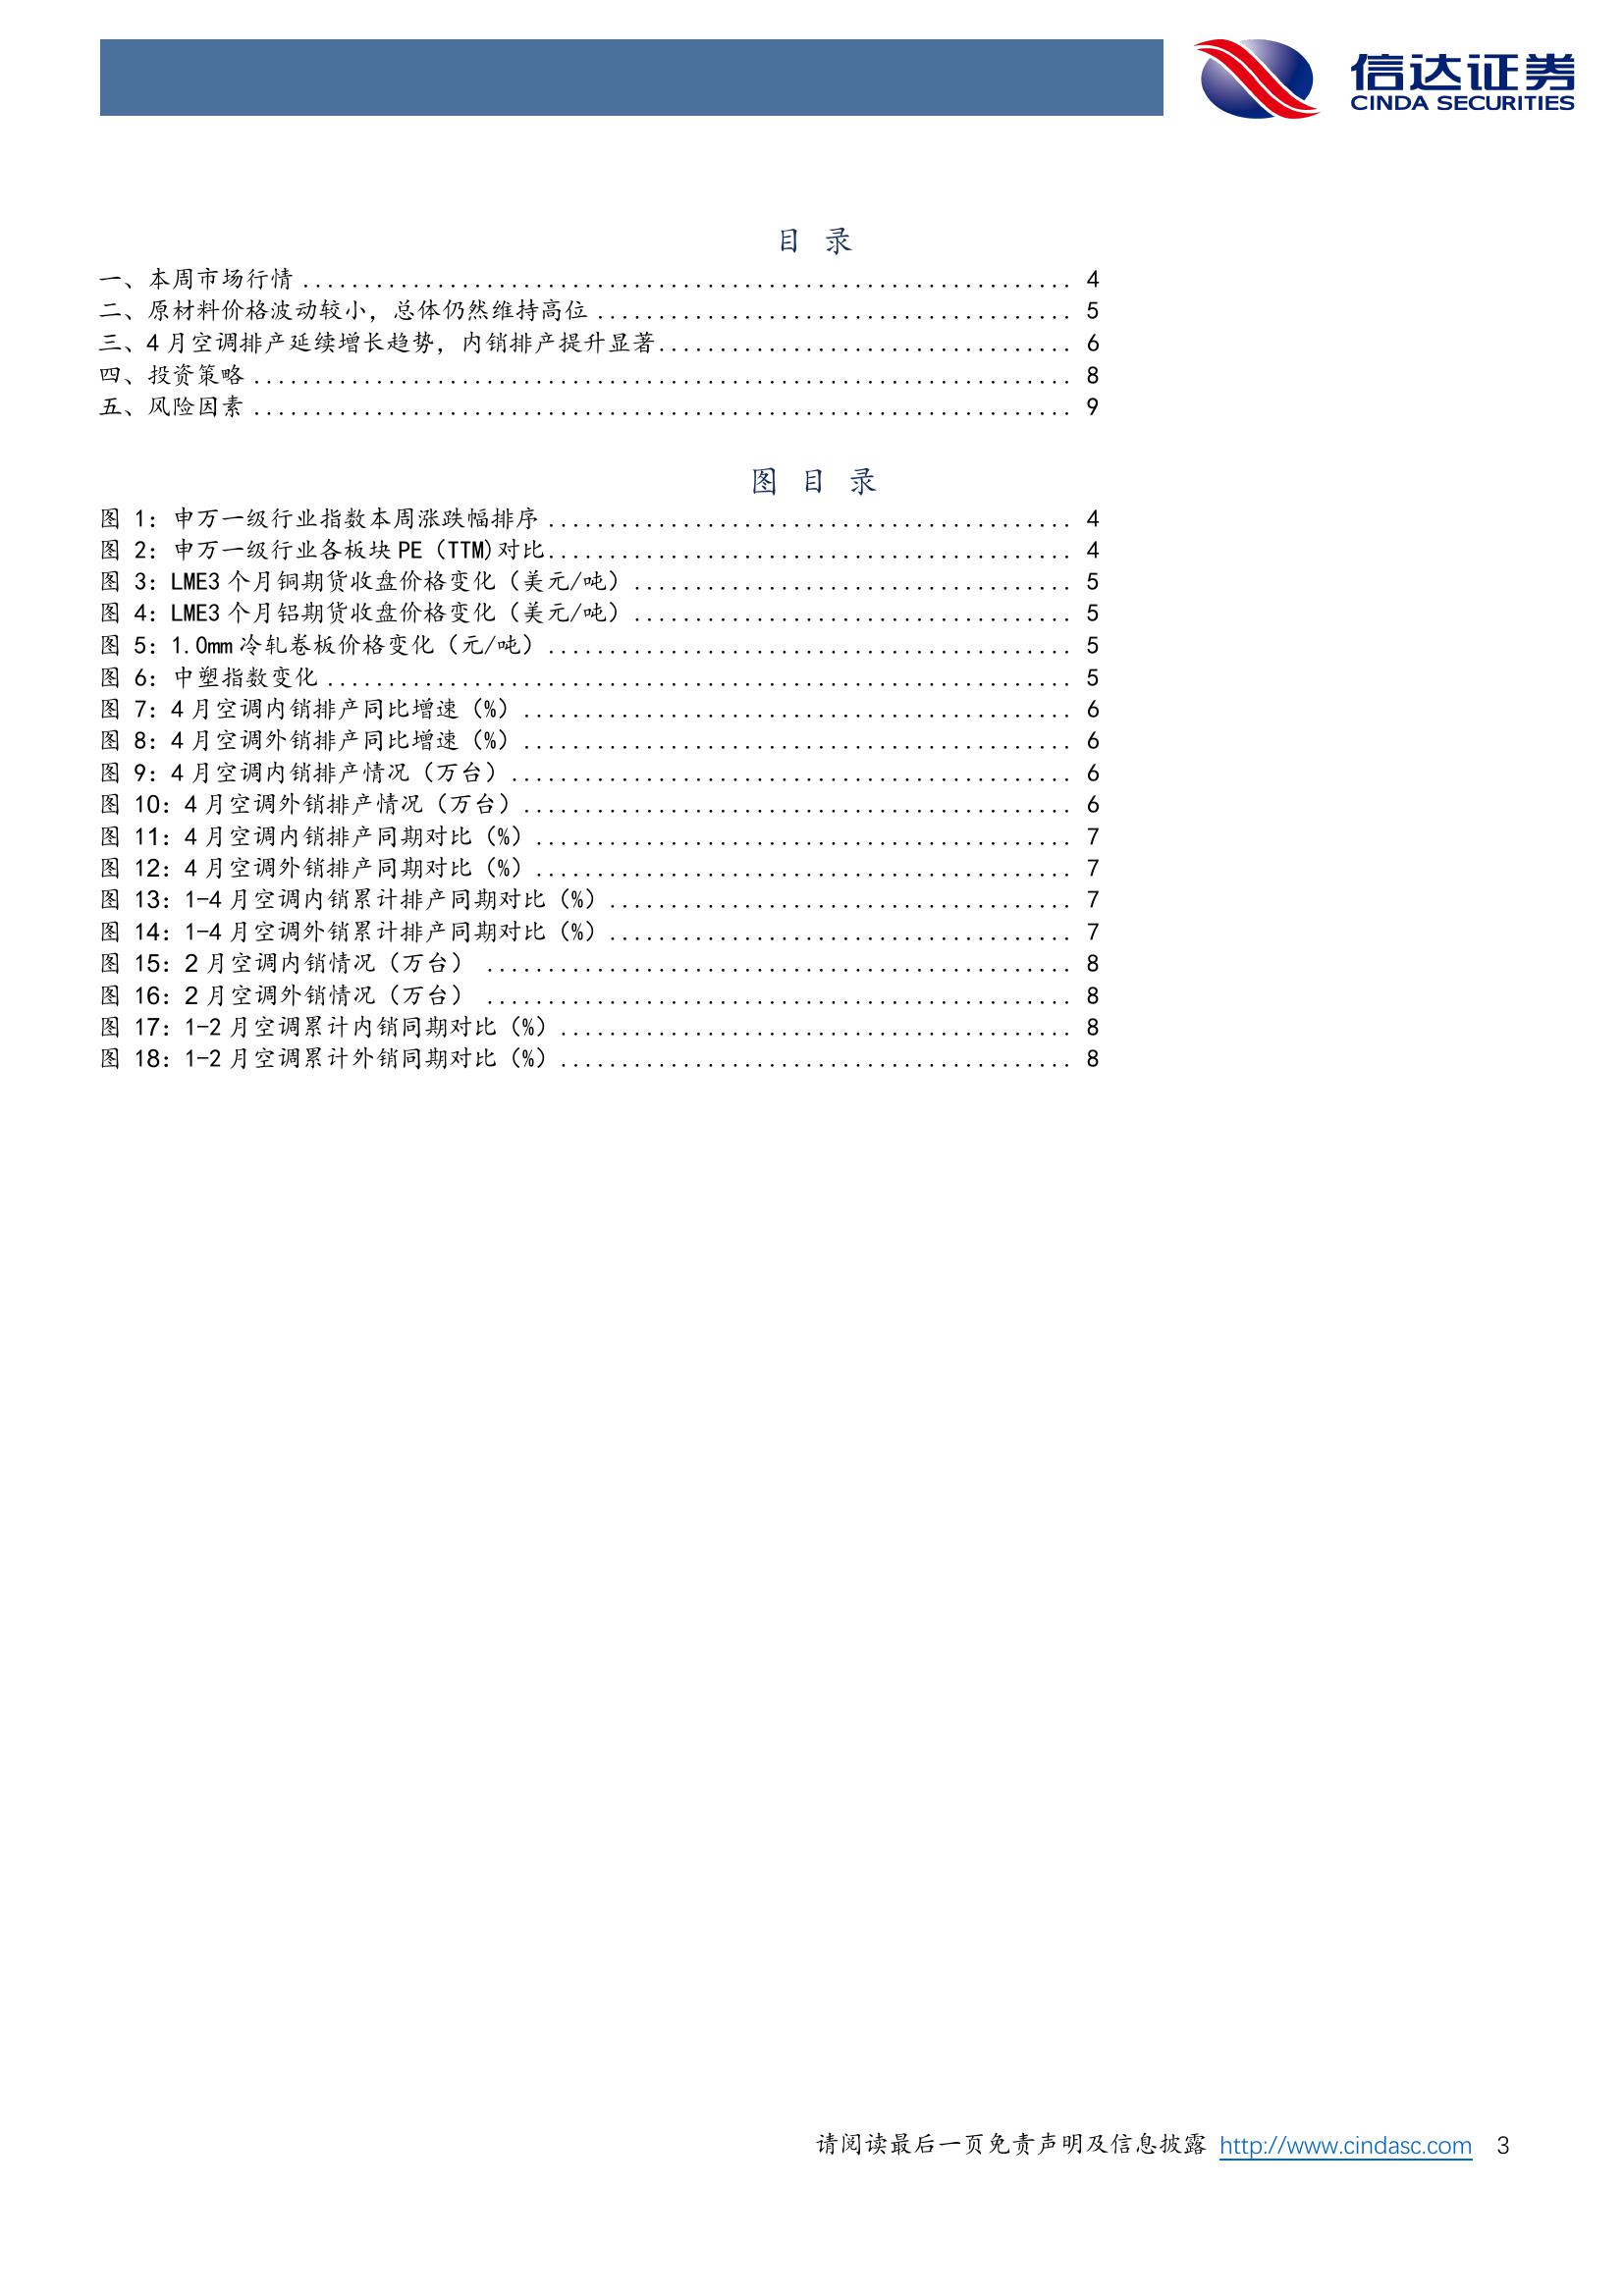 信达证券
CINDA SECURITIES
目 录
一、本周市场行情 ............................................................... 4
二、原材料价格波动较小，总体仍然维持高位 ....................................... 5
三、4 月空调排产延续增长趋势，内销排产提升显著.................................. 6
四、投资策略 ................................................................... 8
五、风险因素 ................................................................... 9
图 目 录
图 1：申万一级行业指数本周涨跌幅排序 ........................................... 4
图 2：申万一级行业各板块 PE（TTM)对比........................................... 4
图 3：LME3 个月铜期货收盘价格变化（美元/吨） .................................... 5
图 4：LME3 个月铝期货收盘价格变化（美元/吨） .................................... 5
图 5：1.0mm 冷轧卷板价格变化（元/吨） ........................................... 5
图 6：中塑指数变化 ............................................................. 5
图 7：4 月空调内销排产同比增速（%） ............................................. 6
图 8：4 月空调外销排产同比增速（%） ............................................. 6
图 9：4 月空调内销排产情况（万台） .............................................. 6
图 10：4 月空调外销排产情况（万台） ............................................. 6
图 11：4 月空调内销排产同期对比（%） ............................................ 7
图 12：4 月空调外销排产同期对比（%） ............................................ 7
图 13：1-4 月空调内销累计排产同期对比（%） ...................................... 7
图 14：1-4 月空调外销累计排产同期对比（%） ...................................... 7
图 15：2 月空调内销情况（万台） ................................................ 8
图 16：2 月空调外销情况（万台） ................................................ 8
图 17：1-2 月空调累计内销同期对比（%） .......................................... 8
图 18：1-2 月空调累计外销同期对比（%） .......................................... 8
请阅读最后一页免责声明及信息披露 http://www.cindasc.com 3